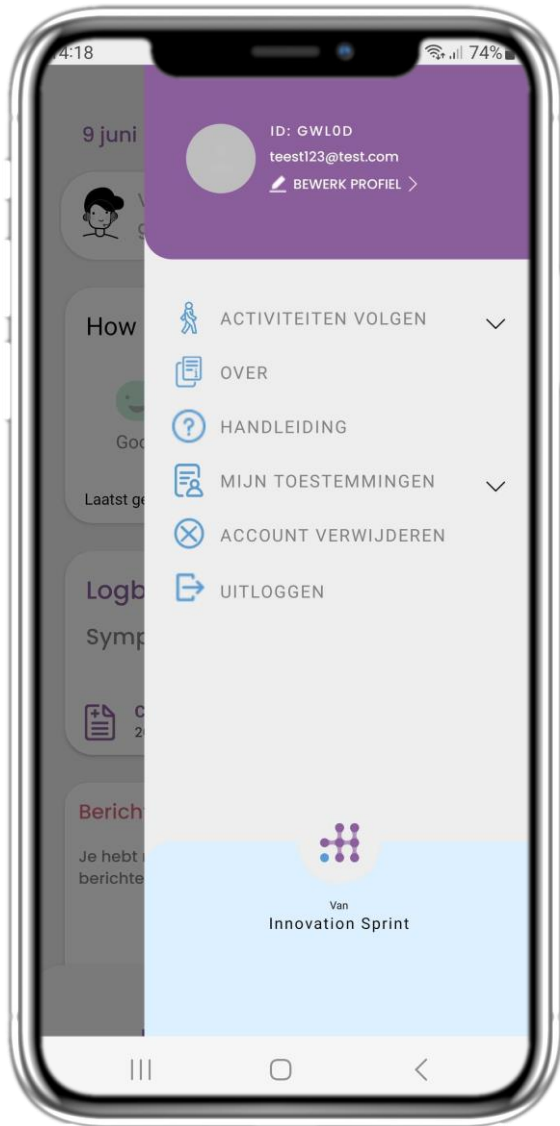 4:18
74%
9 juni
ID: GWL0D
teest123@test.com
BEWERK PROFIEL
How
ACTIVITEITEN VOLGEN
OVER
HANDLEIDING
MIJN TOESTEMMINGEN
Laatst ge
ACCOUNT VERWIJDEREN
UITLOGGEN
Logb
Symp
Berich
Je hebt
berichte
Van
Innovation Sprint